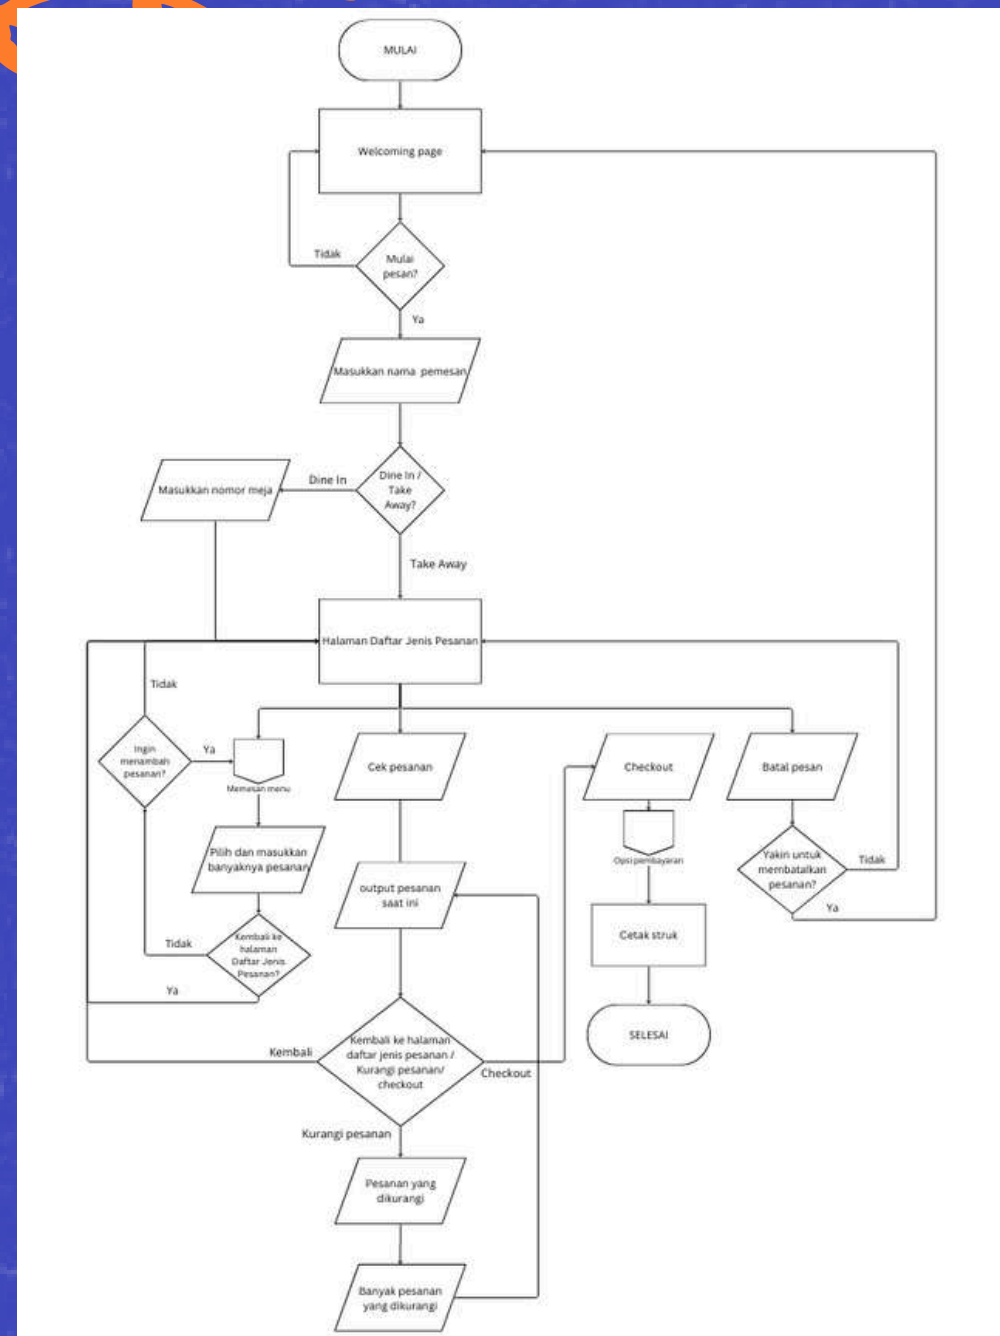 MULAI
Welcoming page
Tidak
Mulai
pesan?
Ya
Masukkan nama pemesan
Masukkan nomor meja
Dine In
Dine In /
Take
Away?
Take Away
Halaman Daftar Jenis Pesanan
Tidak
Ingin
menambah
pesanan?
Ya
Memesan menu
Pilih dan masukkan
banyaknya pesanan
Tidak
Kembali ke
halaman
Daftar Jenis
Pesanan?
Ya
Cek pesanan
output pesanan
saat ini
Kembali
Kembali ke halaman
daftar jenis pesanan /
Kurangi pesanan/
checkout
Checkout
Kurangi pesanan
Pesanan yang
dikurangi
Banyak pesanan
yang dikurangi
Checkout
Opsi pembayaran
Cetak struk
SELESAI
Batal pesan
Yakin untuk
membatalkan
pesanan?
Tidak
Ya